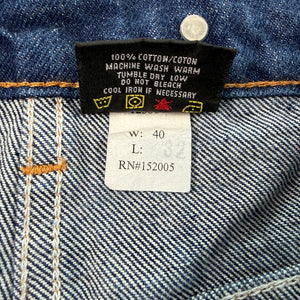 100% COTTON/COTON
MACHINE WASH WARM
TUMBLE DRY LOW
DO NOT BLEACH
COOL IRON IF NECESSARY
W: 40
L: 32
RN#152005